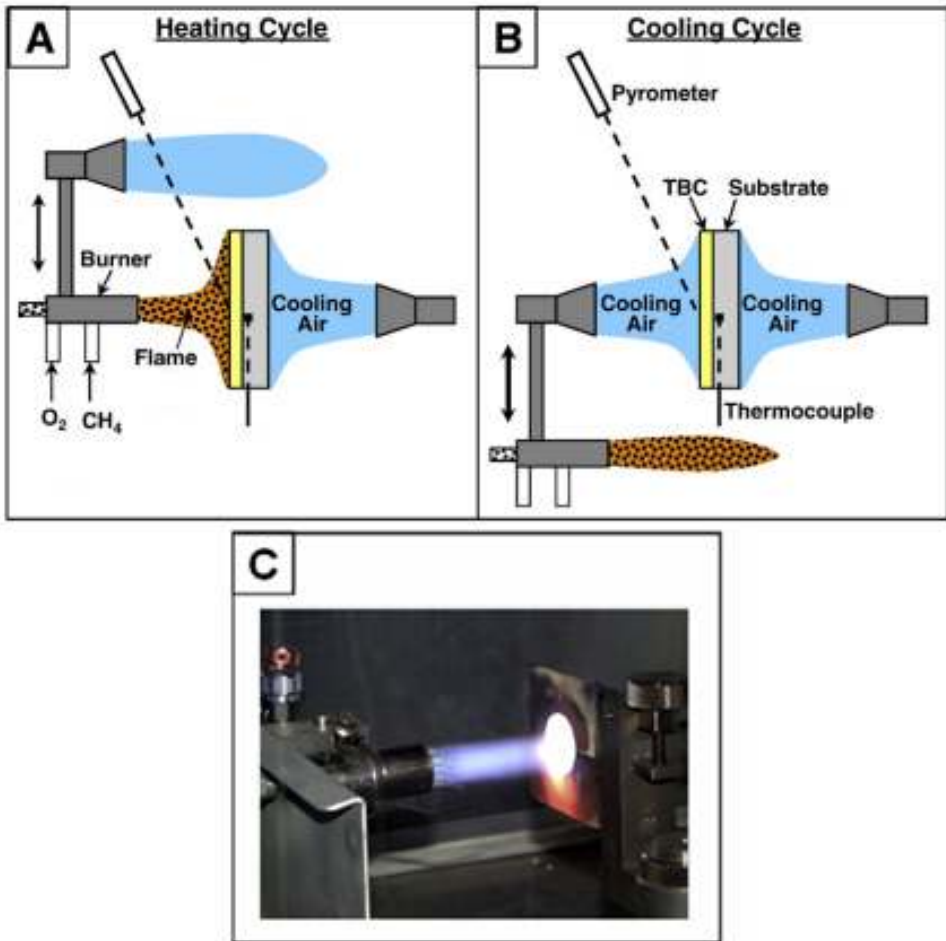 A
Heating Cycle
Burner
Flame
Cooling
Air
O₂ CH₄
B
Cooling Cycle
Pyrometer
TBC Substrate
Cooling
Air
Cooling
Air
Thermocouple
C